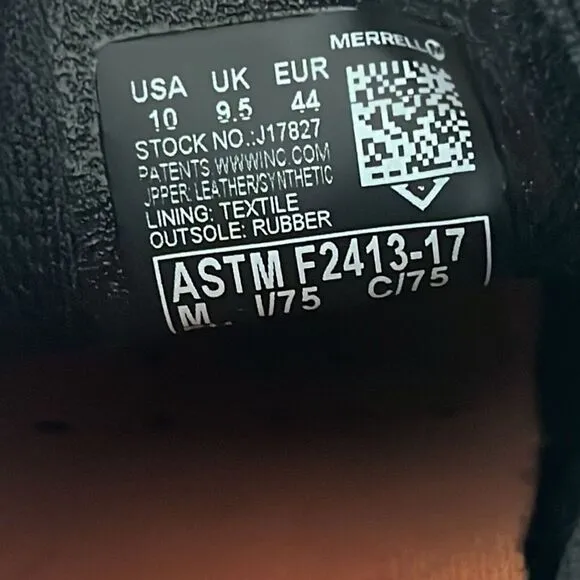 MERRELL
USA UK EUR
10 9.5 44
STOCK NO.:J17827
PATENTS WWWINC.COM
UPPER: LEATHER/SYNTHETIC
LINING: TEXTILE
OUTSOLE: RUBBER
ASTM F2413-17
M I/75 C/75